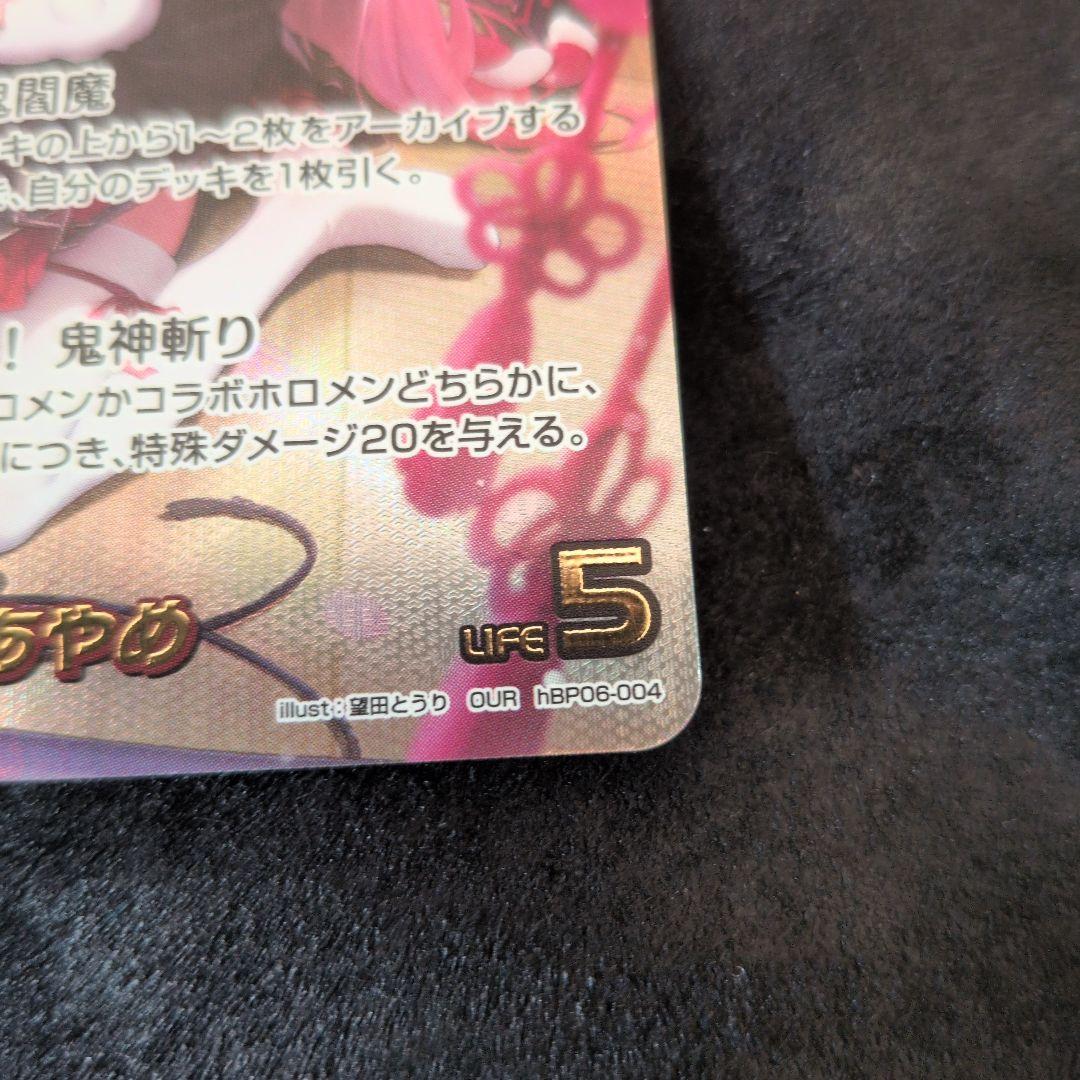 閻魔
キの上から1～2枚をアーカイブする
、自分のデッキを1枚引く。
! 鬼神斬り
コメンかコラボホロメンどちらかに、
につき、特殊ダメージ20を与える。
あやめ
LIFE 5
illust：望田とうり OUR hBP06-004